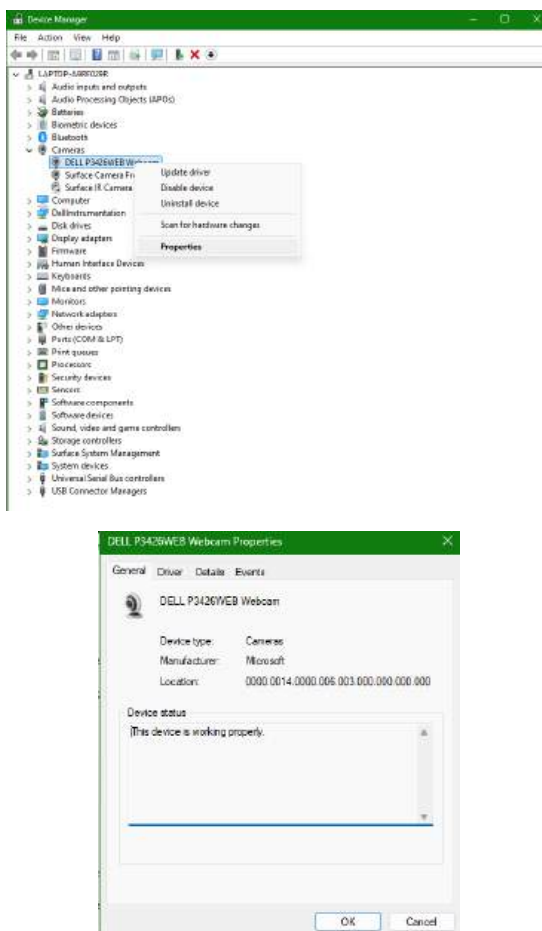 Device Manager
File Action View Help
Audio inputs and outputs
Audio Processing Objects (APOs)
Batteries
Biometric devices
Bluetooth
Cameras
DELL P3426WEB
Surface Camera
Surface IR Camera
Update driver
Disable device
Uninstall device
Scan for hardware changes
Properties
Computer
DellInstrumentation
Disk drives
Display adapters
Firmware
Human Interface Devices
Keyboards
Mice and other pointing devices
Monitors
Network adapters
Other devices
Ports (COM & LPT)
Print queues
Processors
Security devices
Sensors
Software components
Software devices
Sound, video and game controllers
Storage controllers
Surface System Management
System devices
Universal Serial Bus controllers
USB Connector Managers
DELL P3426WEB Webcam Properties
General Driver Details Events
DELL P3426WEB Webcam
Device type: Cameras
Manufacturer: Microsoft
Location: 0000.0014.0000.006.003.000.000.000.000
Device status
This device is working properly.
OK Cancel